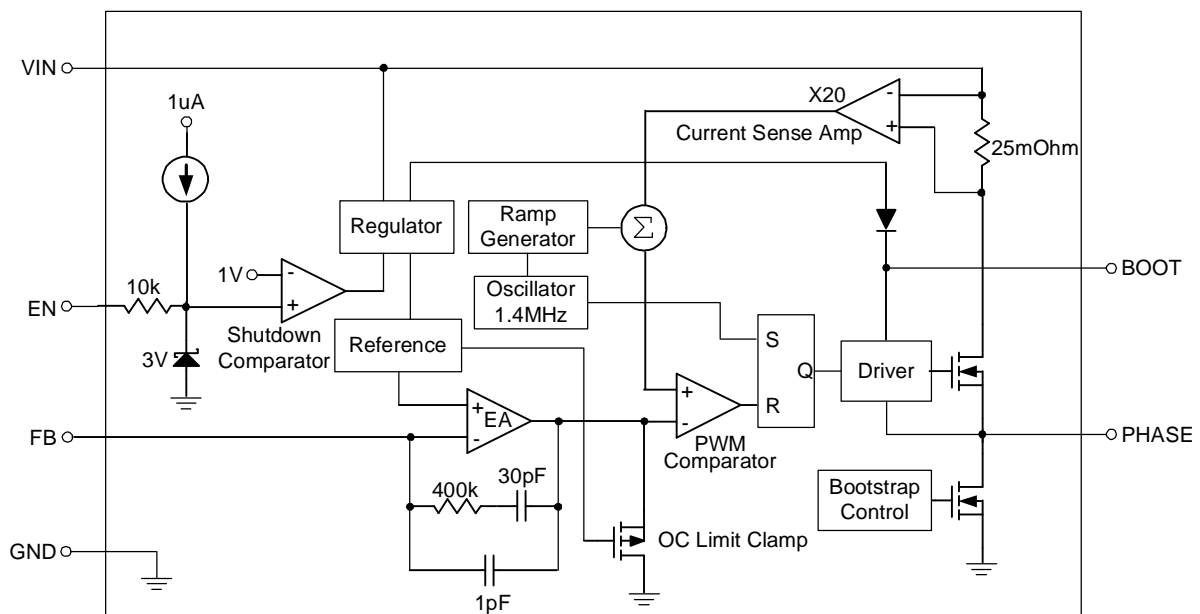 VIN
1uA
X20
-
+
Current Sense Amp
25mOhm
Regulator
Ramp
Generator
Σ
1V
-
+
10k
EN
Shutdown
Comparator
Oscillator
1.4MHz
BOOT
3V
Reference
S
Q
R
Driver
+
EA
-
+
-
PWM
Comparator
FB
PHASE
400k
30pF
Bootstrap
Control
OC Limit Clamp
GND
1pF